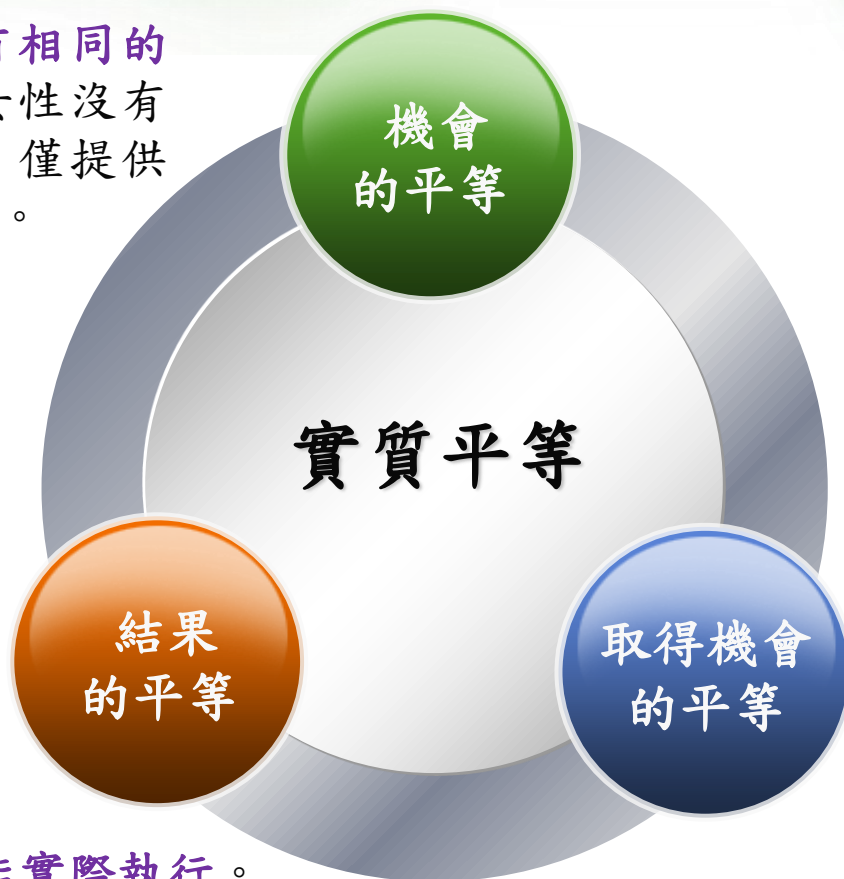 相同的
性沒有
僅提供
。
機會
的平等
實質平等
結果
的平等
取得機會
的平等
實際執行。